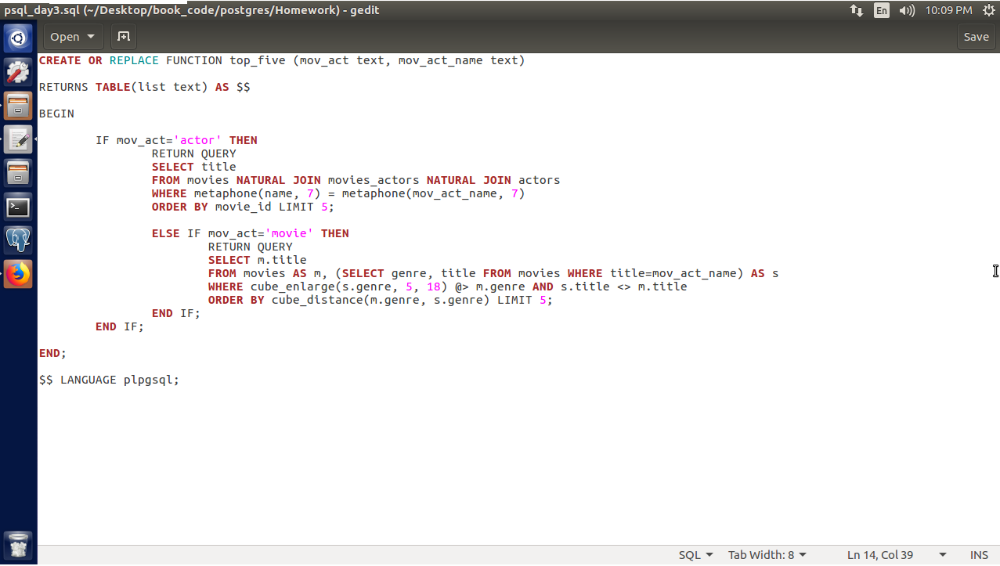 psql_day3.sql (~/Desktop/book_code/postgres/Homework) - gedit
En
10:09 PM
Open
Save
CREATE OR REPLACE FUNCTION top_five (mov_act text, mov_act_name text)
RETURNS TABLE(list text) AS $$
BEGIN
IF mov_act='actor' THEN
RETURN QUERY
SELECT title
FROM movies NATURAL JOIN movies_actors NATURAL JOIN actors
WHERE metaphone(name, 7) = metaphone(mov_act_name, 7)
ORDER BY movie_id LIMIT 5;
ELSE IF mov_act='movie' THEN
RETURN QUERY
SELECT m.title
FROM movies AS m, (SELECT genre, title FROM movies WHERE title=mov_act_name) AS s
WHERE cube_enlarge(s.genre, 5, 18) @> m.genre AND s.title <> m.title
ORDER BY cube_distance(m.genre, s.genre) LIMIT 5;
END IF;
END IF;
END;
$$ LANGUAGE plpgsql;
SQL
Tab Width: 8
Ln 14, Col 39
INS